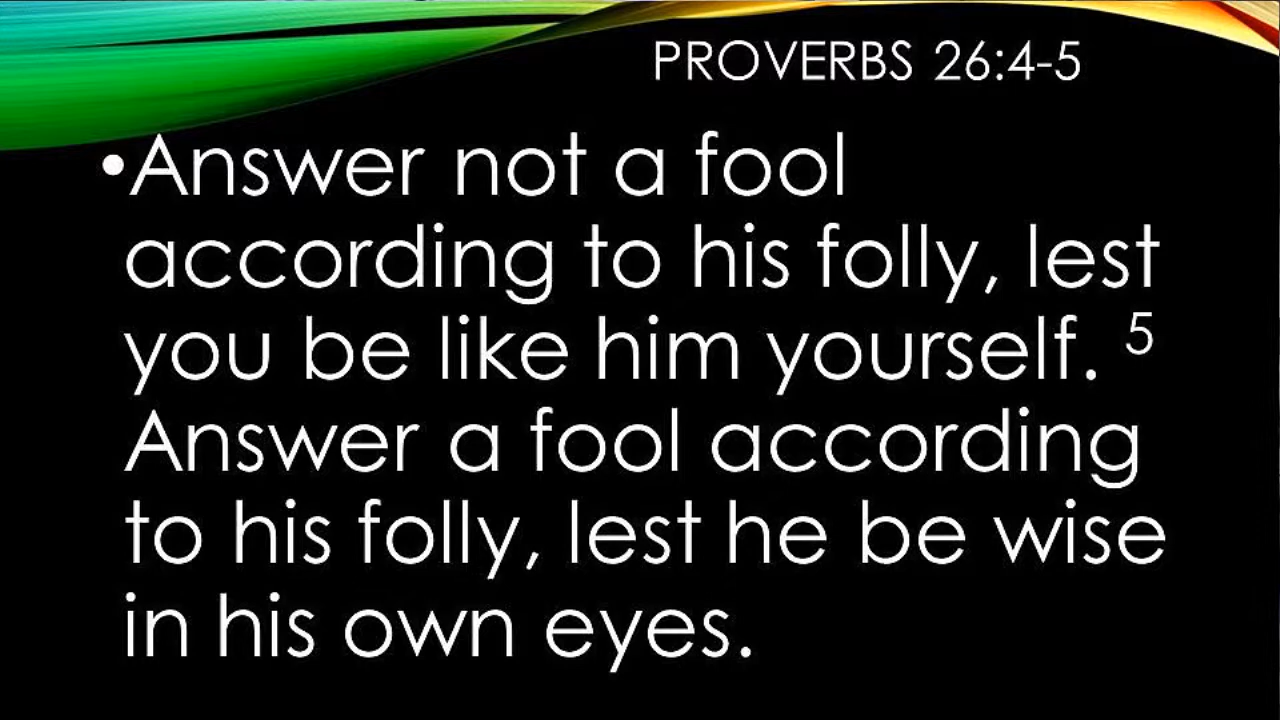 PROVERBS 26:4-5
•Answer not a fool
according to his folly, lest
you be like him yourself. 5
Answer a fool according
to his folly, lest he be wise
in his own eyes.